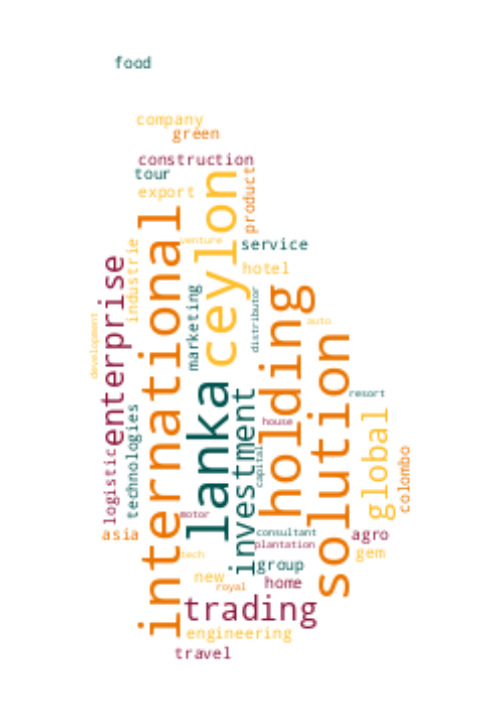 food
company
green
construction
tour
export
product
ceylon
international
venture
service
industrie
enterprise
hotel
marketing
distributor
holding
development
auto
solution
lanka
investment
resort
technologies
global
house
logistic
capital
colombo
motor
asia
consultant
agro
plantation
tech
gem
group
new
home
royal
trading
engineering
travel